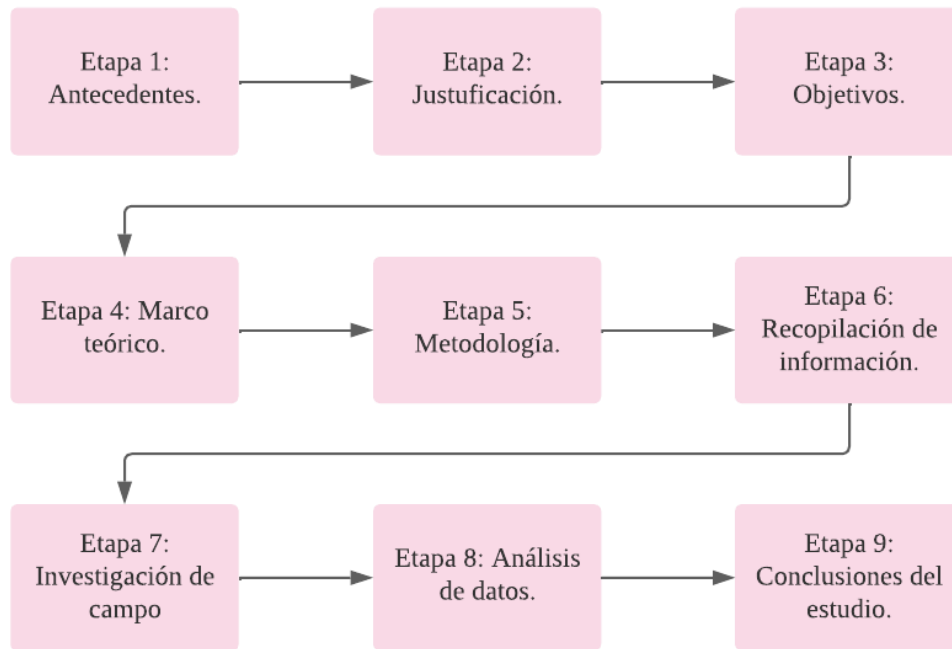 Etapa 1:
Antecedentes.
Etapa 2:
Justuficación.
Etapa 3:
Objetivos.
Etapa 4: Marco
teórico.
Etapa 5:
Metodología.
Etapa 6:
Recopilación de
información.
Etapa 7:
Investigación de
campo
Etapa 8: Análisis
de datos.
Etapa 9:
Conclusiones del
estudio.